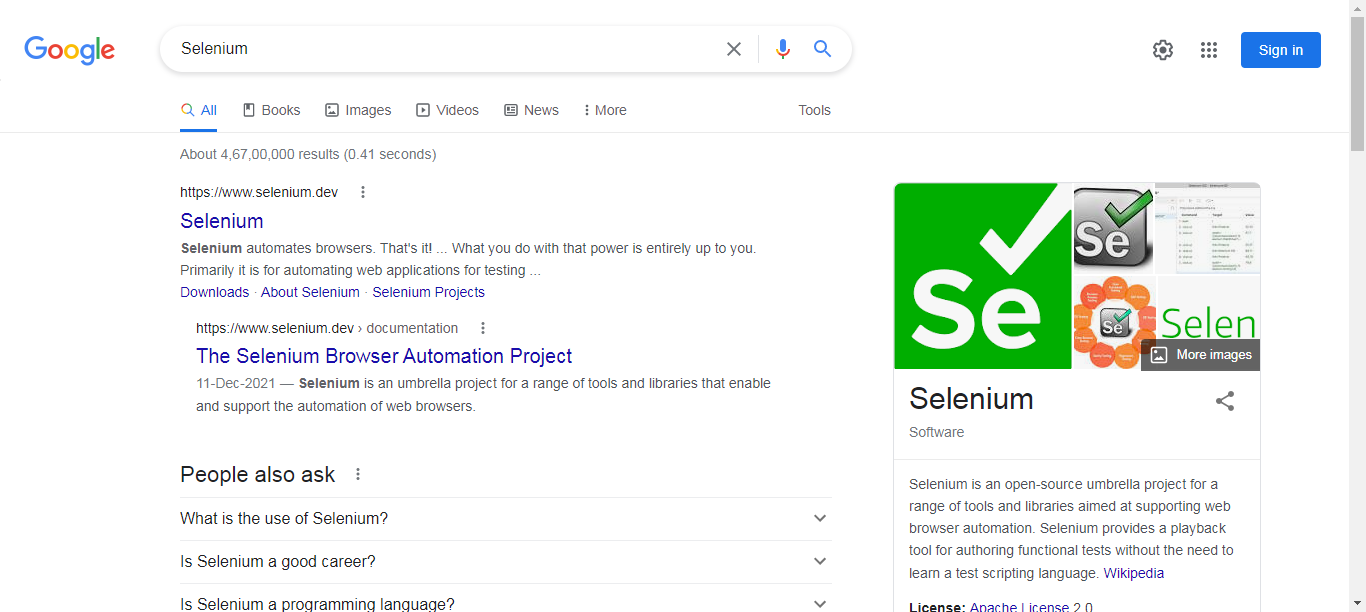 Google
Selenium
Sign in
All
Books
Images
Videos
News
More
Tools
About 4,67,00,000 results (0.41 seconds)
https://www.selenium.dev
Selenium
Selenium automates browsers. That's it! ... What you do with that power is entirely up to you.
Primarily it is for automating web applications for testing ...
Downloads · About Selenium · Selenium Projects
https://www.selenium.dev › documentation
The Selenium Browser Automation Project
11-Dec-2021 — Selenium is an umbrella project for a range of tools and libraries that enable
and support the automation of web browsers.
People also ask
What is the use of Selenium?
Is Selenium a good career?
Is Selenium a programming language?
Se
Se
Se
Selen
More images
Selenium
Software
Selenium is an open-source umbrella project for a
range of tools and libraries aimed at supporting web
browser automation. Selenium provides a playback
tool for authoring functional tests without the need to
learn a test scripting language. Wikipedia
License: Apache License 2.0